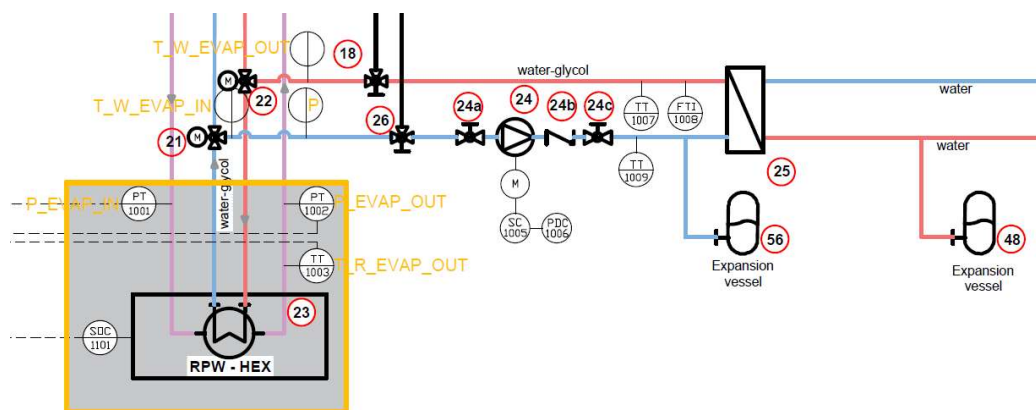 T_W_EVAP_OUT
18
water-glycol
M
22
T_W_EVAP_IN
P
26
24a
24
24b
24c
TT
1007
FTI
1008
water
M
21
TT
1009
25
water
water-glycol
PT
1001
P_EVAP_IN
PT
1002
P_EVAP_OUT
M
SC
1005
PDC
1006
56
48
Expansion
vessel
Expansion
vessel
TT
1003
T_R_EVAP_OUT
23
SDC
1101
RPW - HEX